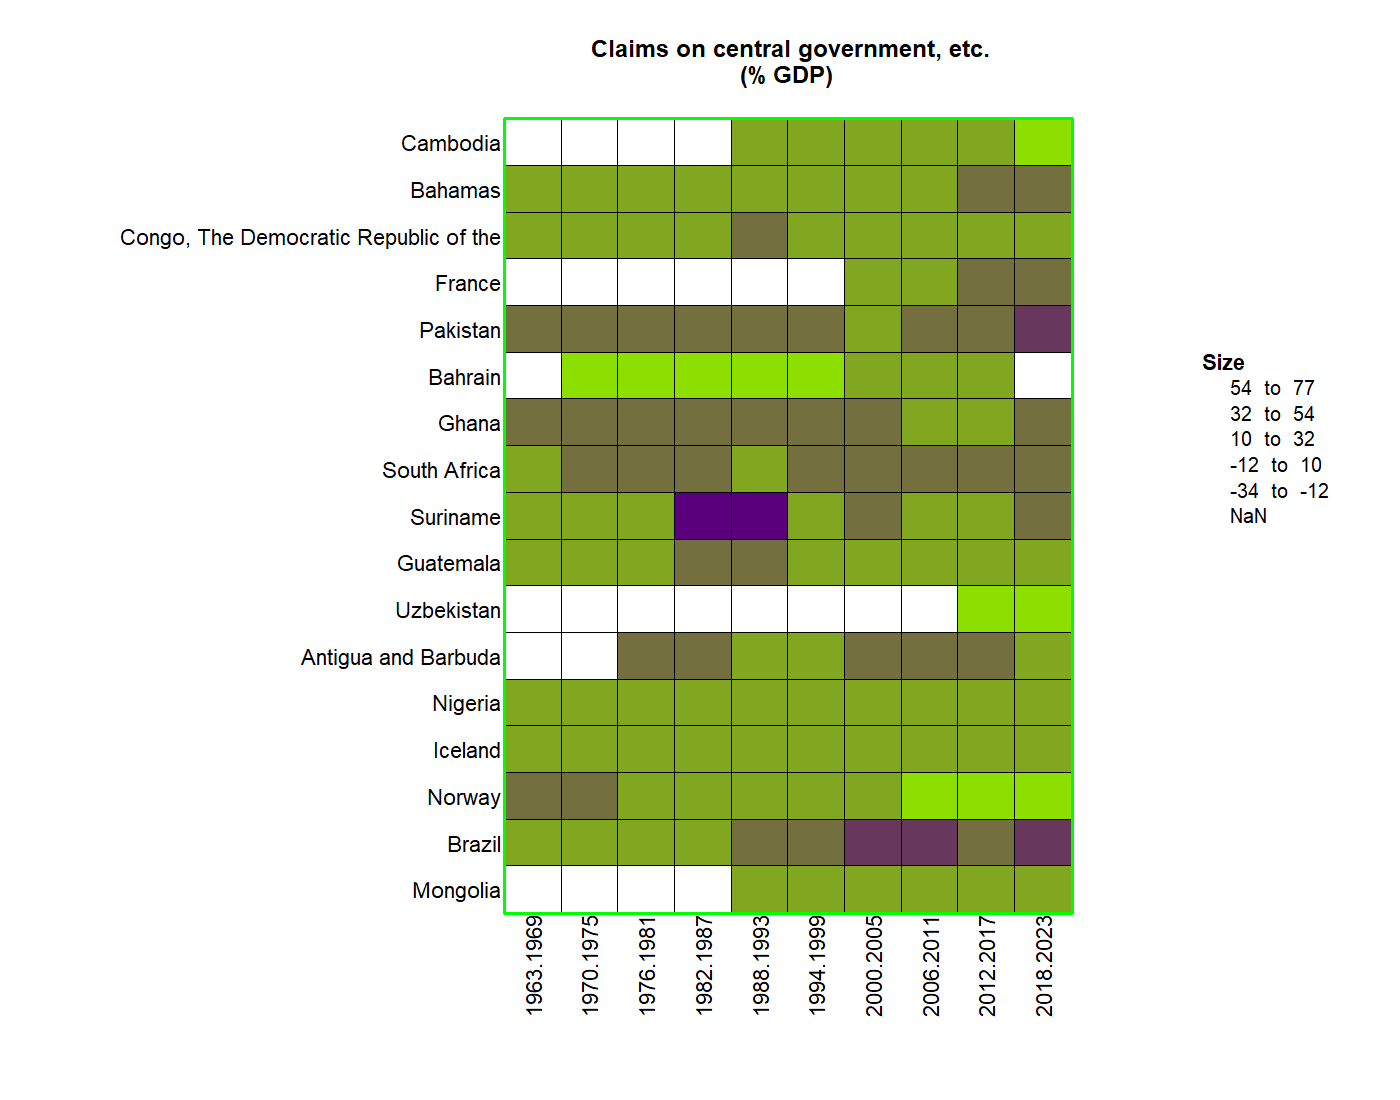 Claims on central government, etc.
(% GDP)
Cambodia
Bahamas
Congo, The Democratic Republic of the
France
Pakistan
Bahrain
Ghana
South Africa
Suriname
Guatemala
Uzbekistan
Antigua and Barbuda
Nigeria
Iceland
Norway
Brazil
Mongolia
1963.1969
1970.1975
1976.1981
1982.1987
1988.1993
1994.1999
2000.2005
2006.2011
2012.2017
2018.2023
Size
54 to 77
32 to 54
10 to 32
-12 to 10
-34 to -12
NaN